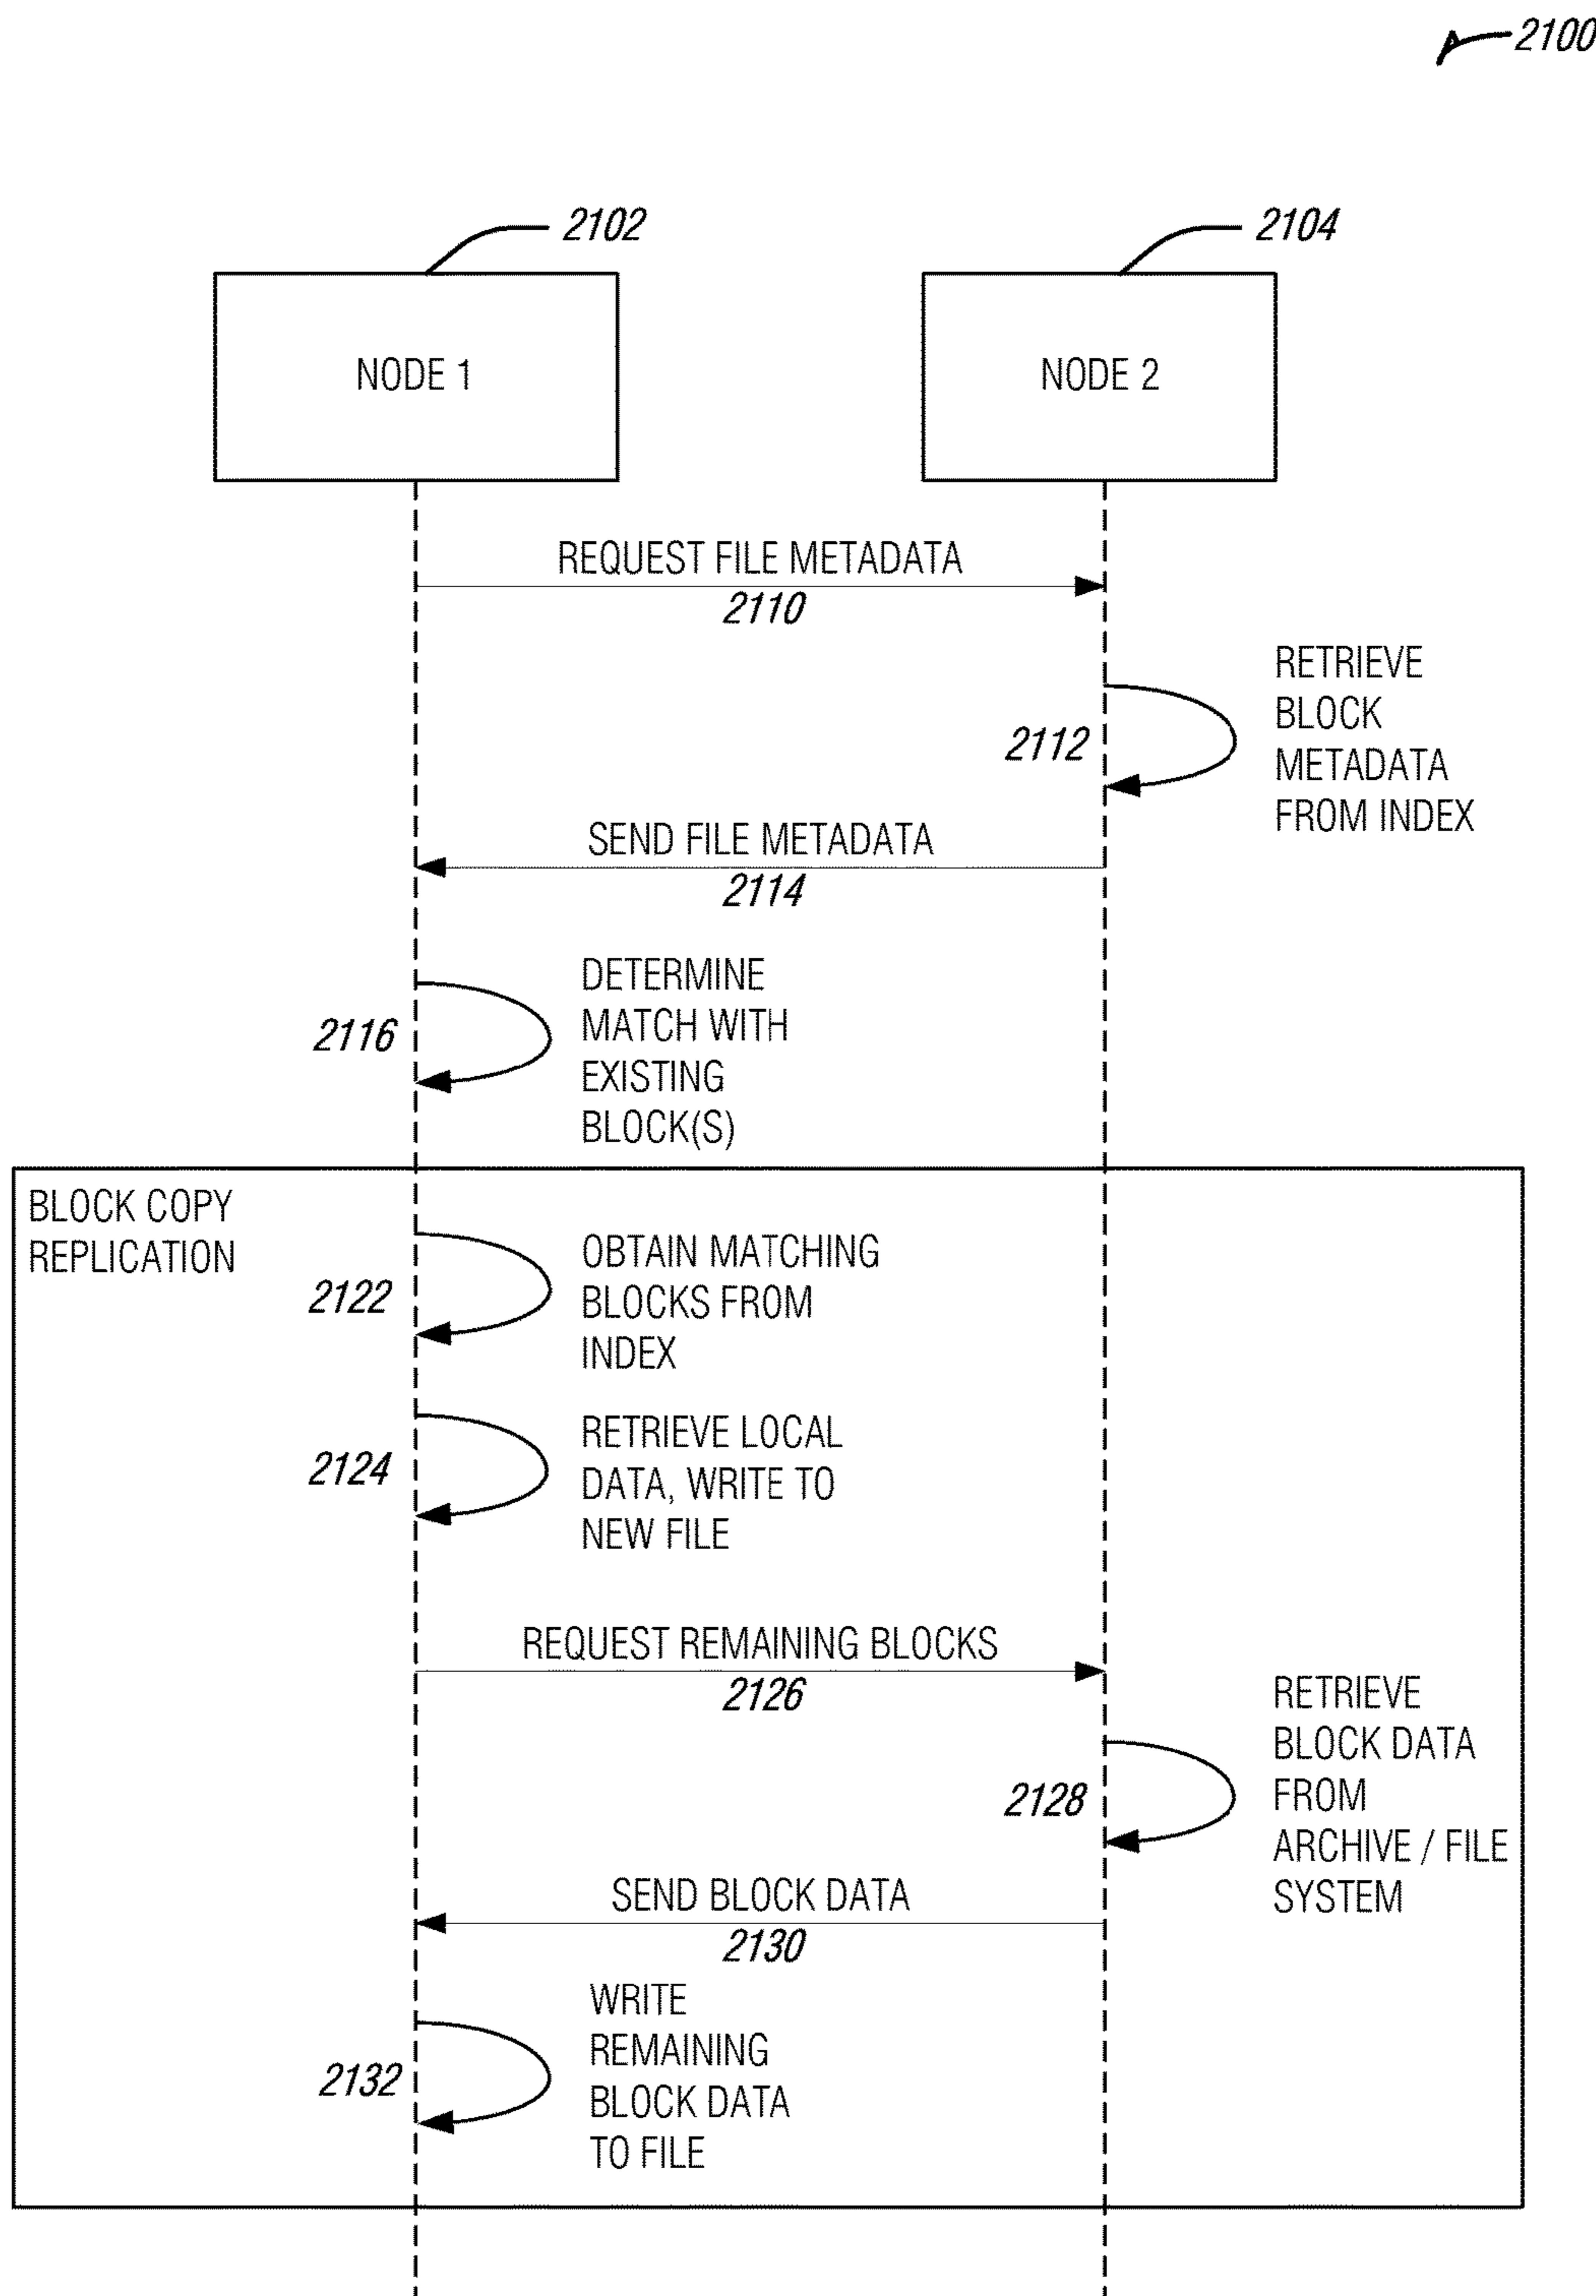 2100
2102
2104
NODE 1
NODE 2
REQUEST FILE METADATA
2110
RETRIEVE
BLOCK
METADATA
FROM INDEX
2112
SEND FILE METADATA
2114
DETERMINE
MATCH WITH
EXISTING
BLOCK(S)
2116
BLOCK COPY
REPLICATION
OBTAIN MATCHING
BLOCKS FROM
INDEX
2122
RETRIEVE LOCAL
DATA, WRITE TO
NEW FILE
2124
REQUEST REMAINING BLOCKS
2126
RETRIEVE
BLOCK DATA
FROM
ARCHIVE / FILE
SYSTEM
2128
SEND BLOCK DATA
2130
WRITE
REMAINING
BLOCK DATA
TO FILE
2132